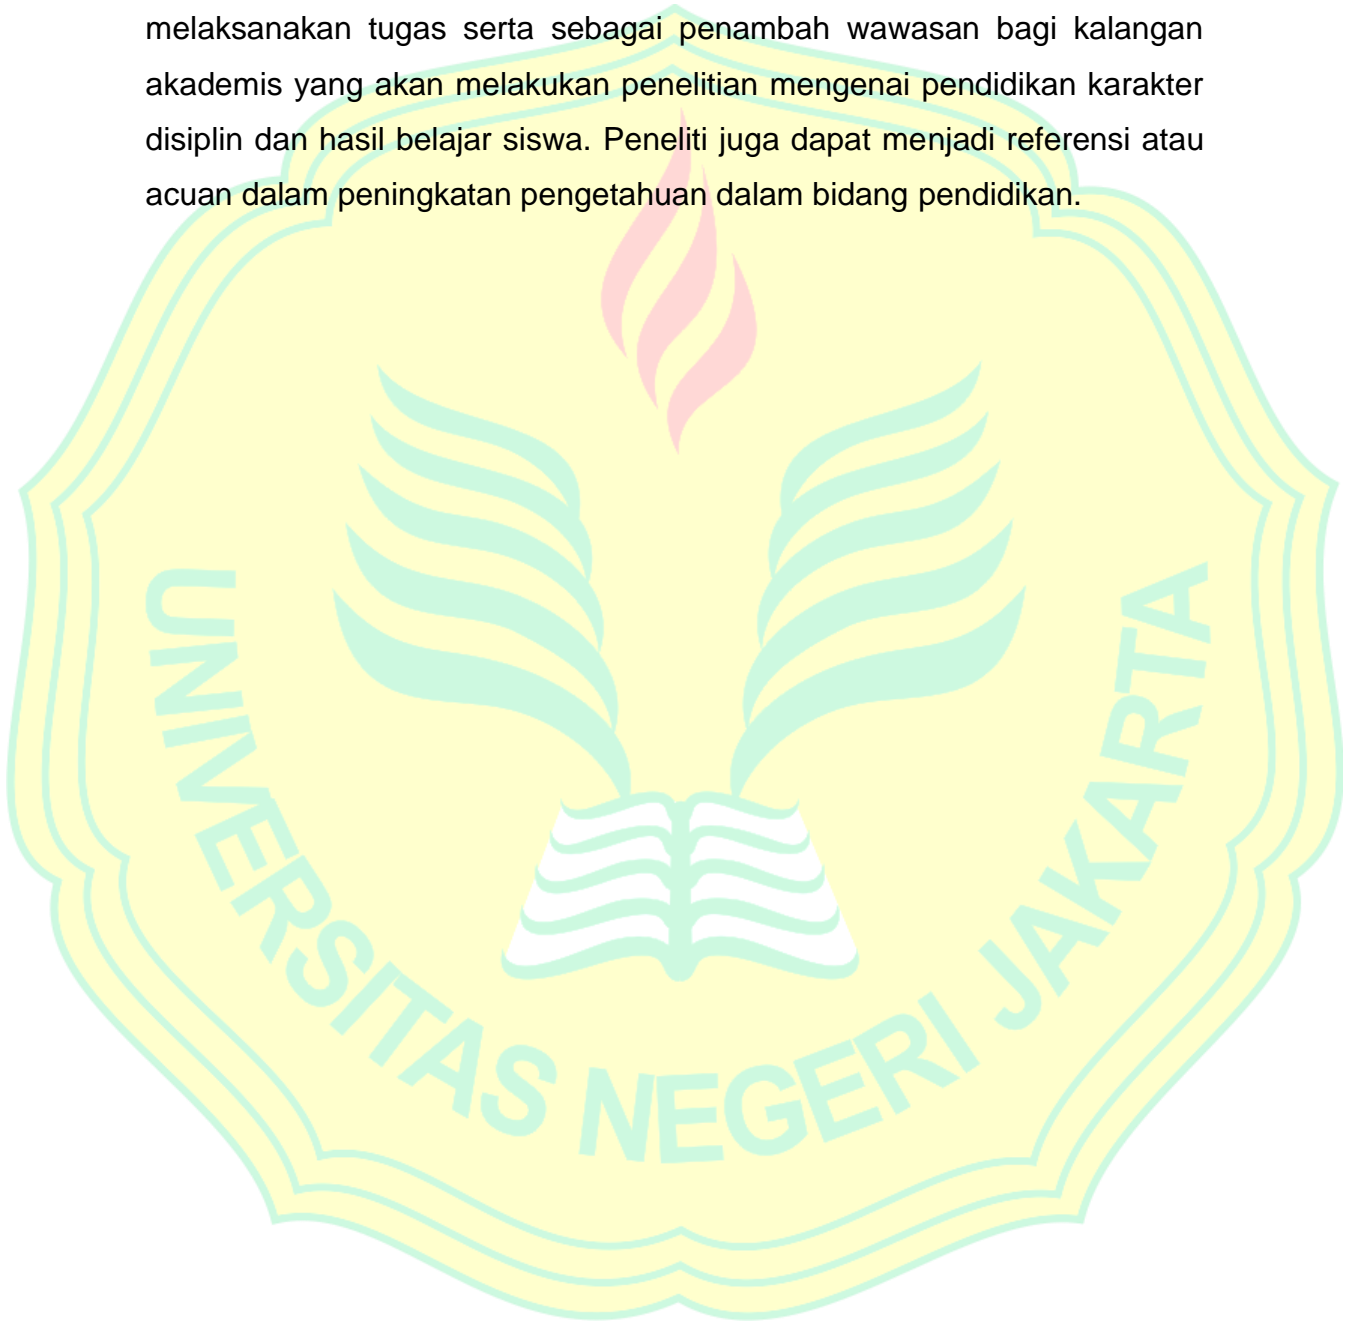 melaksanakan tugas serta sebagai penambah wawasan bagi kalangan
akademis yang akan melakukan penelitian mengenai pendidikan karakter
disiplin dan hasil belajar siswa. Peneliti juga dapat menjadi referensi atau
acuan dalam peningkatan pengetahuan dalam bidang pendidikan.
UNIVERSITAS NEGERI JAKARTA